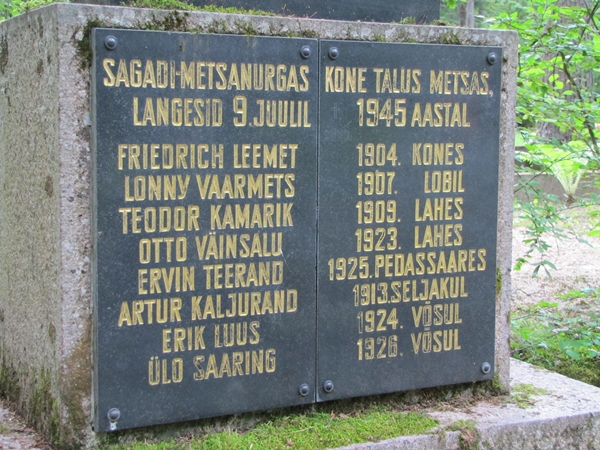 SAGADI-METSANURGAS KONE TALUS METSAS,
LANGESID 9. JUULIL 1945 AASTAL
FRIEDRICH LEEMET 1904. KONES
LONNY VAARMETS 1907. LOBIL
TEODOR KAMARIK 1909. LAHES
OTTO VÄINSALU 1923. LAHES
ERVIN TEERAND 1925. PEDASSAARES
ARTUR KALJURAND 1913. SELJAKUL
ERIK LUUS 1924. VÕSUL
ÜLO SAARING 1926. VÕSUL